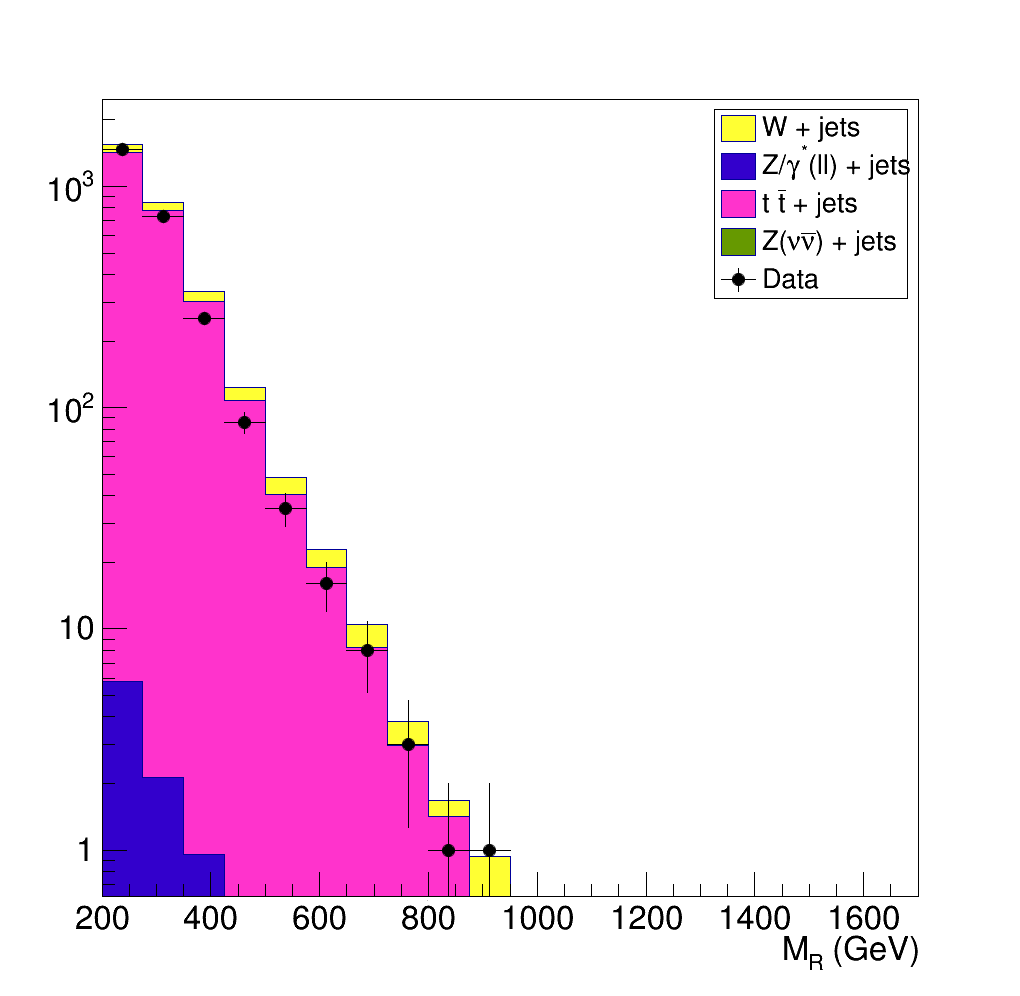 W + jets
Z/γ*(ll) + jets
t t̄ + jets
Z(νν̄) + jets
Data
10³
10²
10
1
200 400 600 800 1000 1200 1400 1600
M_R (GeV)